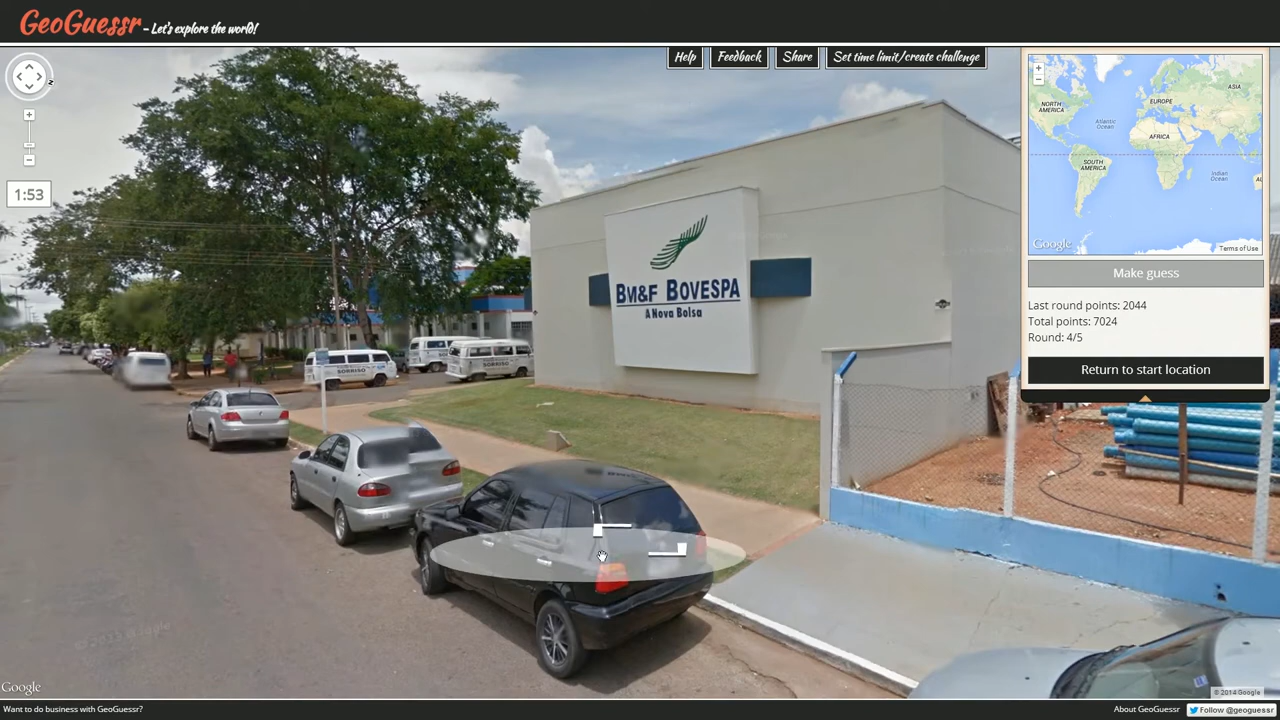 GeoGuessr - Let's explore the world!
Help
Feedback
Share
Set time limit/create challenge
+
-
1:53
N
BM&F BOVESPA
A Nova Bolsa
SORRISO
SORRISO
+
-
NORTH
AMERICA
EUROPE
ASIA
Atlantic
Ocean
AFRICA
SOUTH
AMERICA
Indian
Ocean
AU
Google
Terms of Use
Make guess
Last round points: 2044
Total points: 7024
Round: 4/5
Return to start location
Google
© 2014 Google
Want to do business with GeoGuessr?
About GeoGuessr
Follow @geoguessr